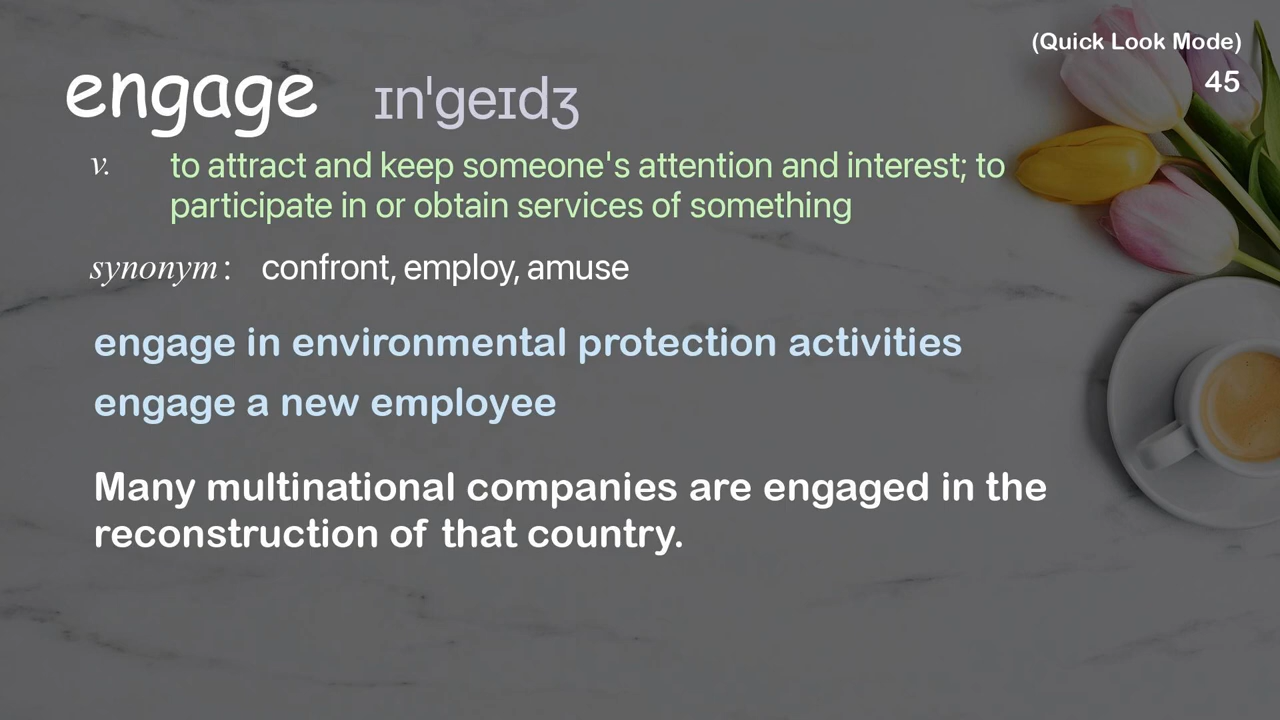 (Quick Look Mode)
45
engage ɪn'geɪdʒ
v. to attract and keep someone's attention and interest; to
participate in or obtain services of something
synonym: confront, employ, amuse
engage in environmental protection activities
engage a new employee
Many multinational companies are engaged in the
reconstruction of that country.